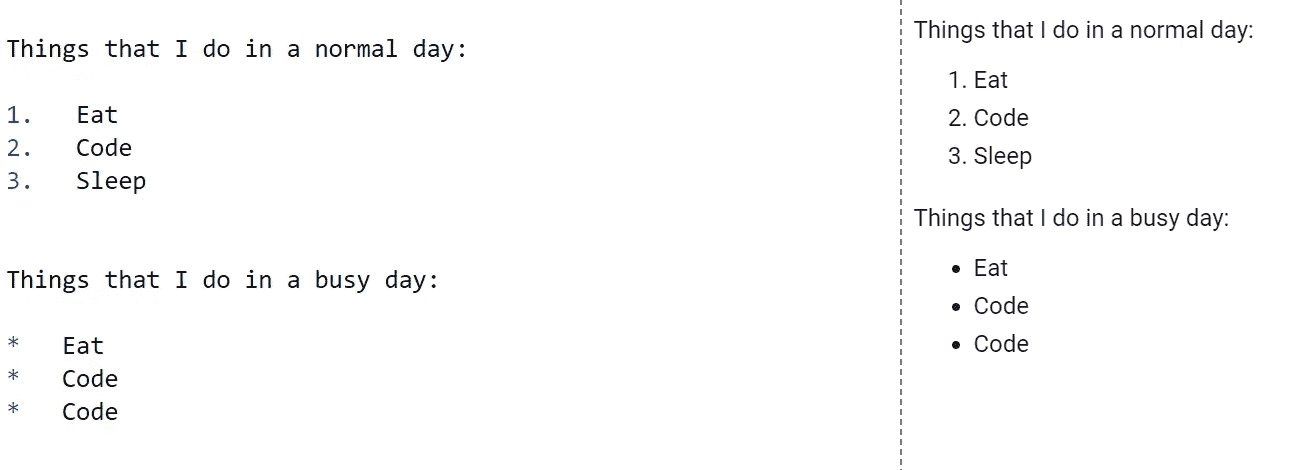 Things that I do in a normal day:
1. Eat
2. Code
3. Sleep
Things that I do in a busy day:
* Eat
* Code
* Code
Things that I do in a normal day:
1. Eat
2. Code
3. Sleep
Things that I do in a busy day:
• Eat
• Code
• Code